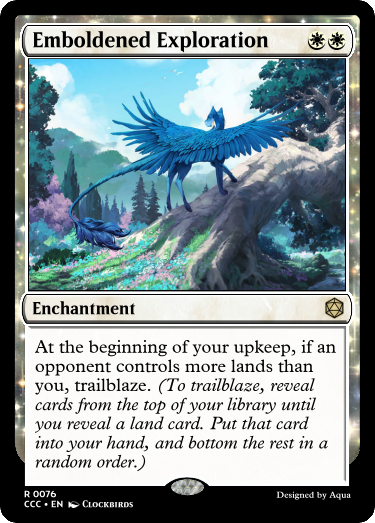 Emboldened Exploration
Enchantment
At the beginning of your upkeep, if an
opponent controls more lands than
you, trailblaze. (To trailblaze, reveal
cards from the top of your library until
you reveal a land card. Put that card
into your hand, and bottom the rest in a
random order.)
R 0076
CCC • EN CLOCKBIRDS
Designed by Aqua